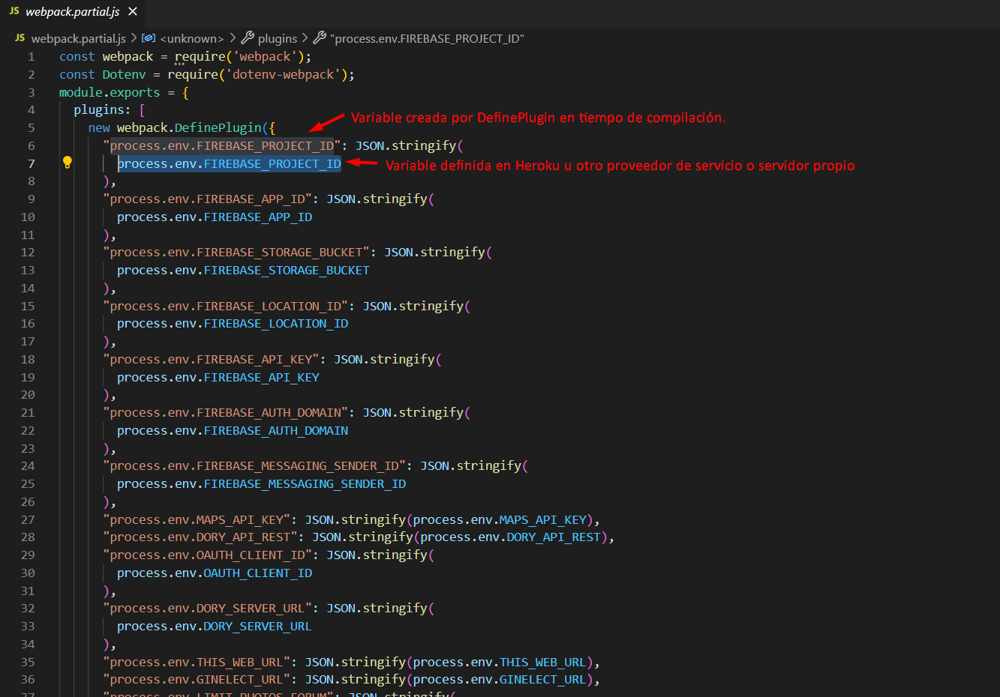 JS webpack.partial.js ×
JS webpack.partial.js > <unknown> > plugins > "process.env.FIREBASE_PROJECT_ID"
1 const webpack = require('webpack');
2 const Dotenv = require('dotenv-webpack');
3 module.exports = {
4 plugins: [
Variable creada por DefinePlugin en tiempo de compilación.
5 new webpack.DefinePlugin({
6 "process.env.FIREBASE_PROJECT_ID": JSON.stringify(
7 process.env.FIREBASE_PROJECT_ID
Variable definida en Heroku u otro proveedor de servicio o servidor propio
8 ),
9 "process.env.FIREBASE_APP_ID": JSON.stringify(
10 process.env.FIREBASE_APP_ID
11 ),
12 "process.env.FIREBASE_STORAGE_BUCKET": JSON.stringify(
13 process.env.FIREBASE_STORAGE_BUCKET
14 ),
15 "process.env.FIREBASE_LOCATION_ID": JSON.stringify(
16 process.env.FIREBASE_LOCATION_ID
17 ),
18 "process.env.FIREBASE_API_KEY": JSON.stringify(
19 process.env.FIREBASE_API_KEY
20 ),
21 "process.env.FIREBASE_AUTH_DOMAIN": JSON.stringify(
22 process.env.FIREBASE_AUTH_DOMAIN
23 ),
24 "process.env.FIREBASE_MESSAGING_SENDER_ID": JSON.stringify(
25 process.env.FIREBASE_MESSAGING_SENDER_ID
26 ),
27 "process.env.MAPS_API_KEY": JSON.stringify(process.env.MAPS_API_KEY),
28 "process.env.DORY_API_REST": JSON.stringify(process.env.DORY_API_REST),
29 "process.env.OAUTH_CLIENT_ID": JSON.stringify(
30 process.env.OAUTH_CLIENT_ID
31 ),
32 "process.env.DORY_SERVER_URL": JSON.stringify(
33 process.env.DORY_SERVER_URL
34 ),
35 "process.env.THIS_WEB_URL": JSON.stringify(process.env.THIS_WEB_URL),
36 "process.env.GINELECT_URL": JSON.stringify(process.env.GINELECT_URL),
37 "process.env.LIMIT_PHOTOS_FORUM": JSON.stringify(